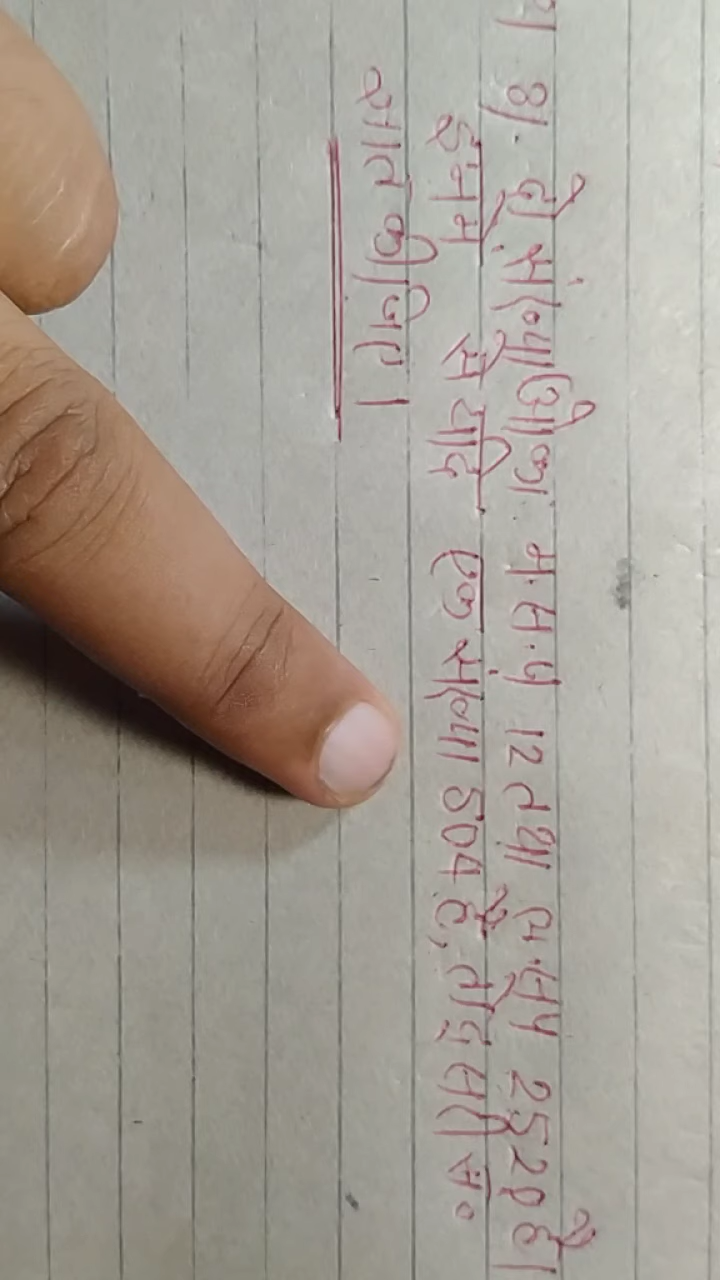 8). दो संख्याओं का म.स.प 12 तथा ल.स.प 2520 है।
इनमे से यदि एक संख्या 504 है, तो दुसरी सं०
ज्ञात कीजिए।